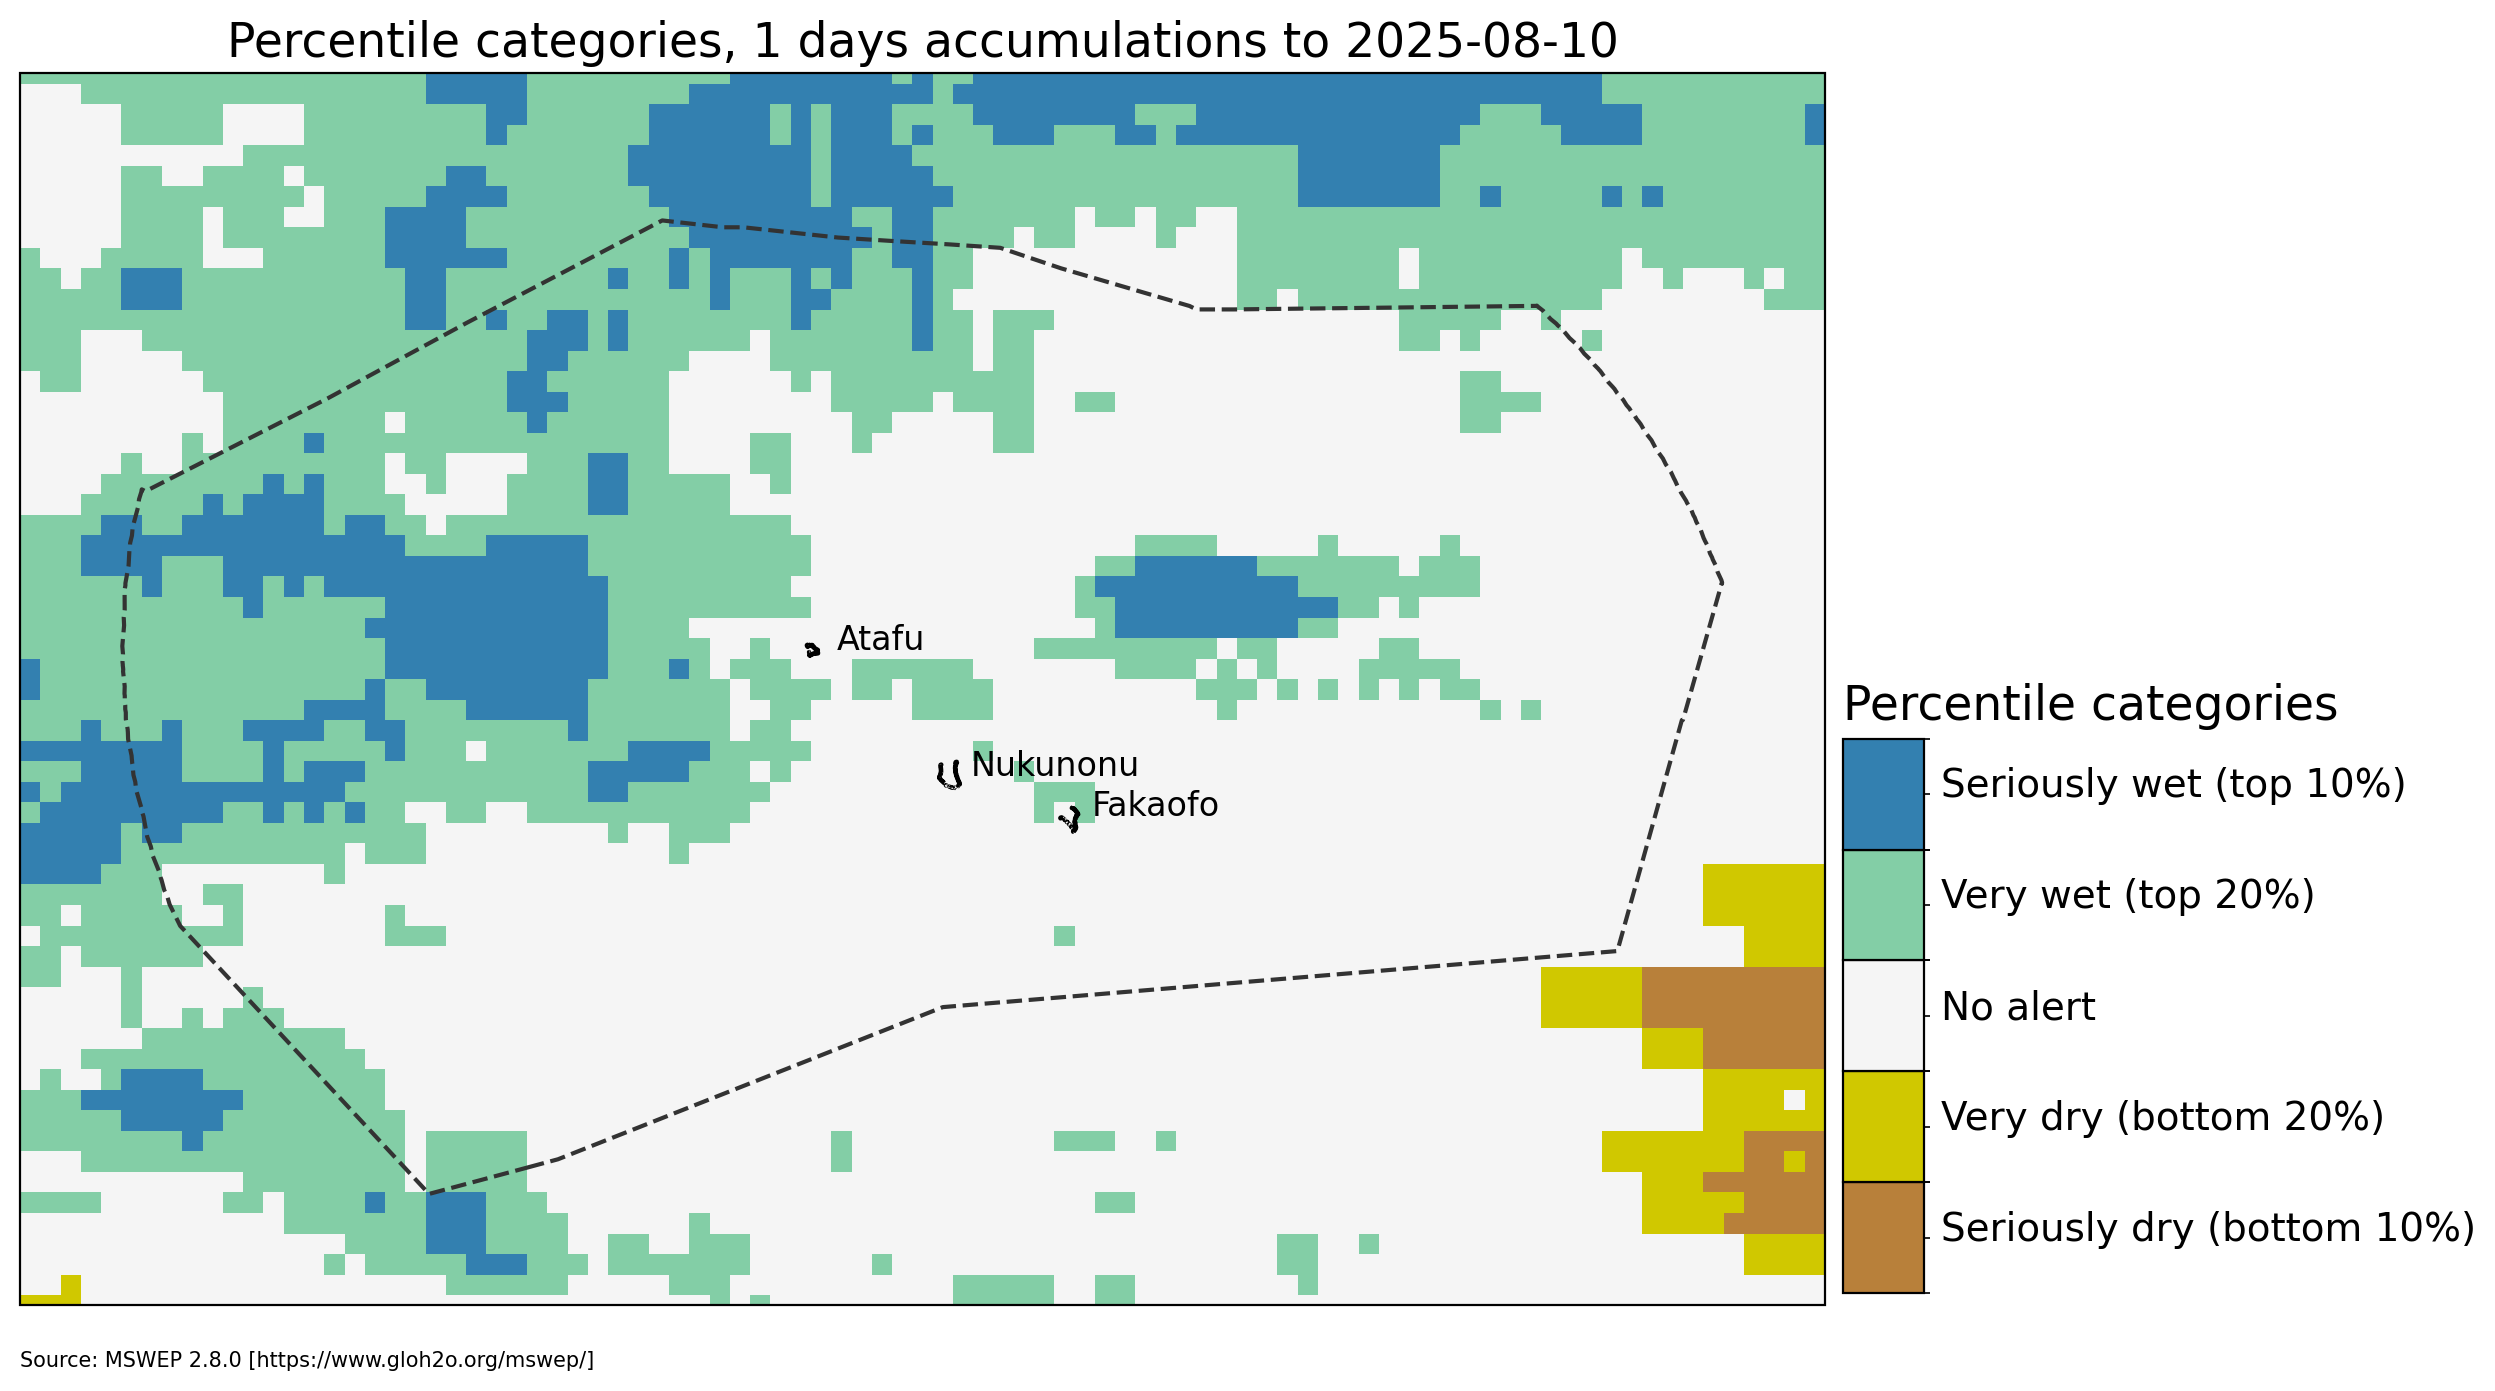 Percentile categories, 1 days accumulations to 2025-08-10
Atafu
Nukunonu
Fakaofo
Percentile categories
Seriously wet (top 10%)
Very wet (top 20%)
No alert
Very dry (bottom 20%)
Seriously dry (bottom 10%)
Source: MSWEP 2.8.0 [https://www.gloh2o.org/mswep/]